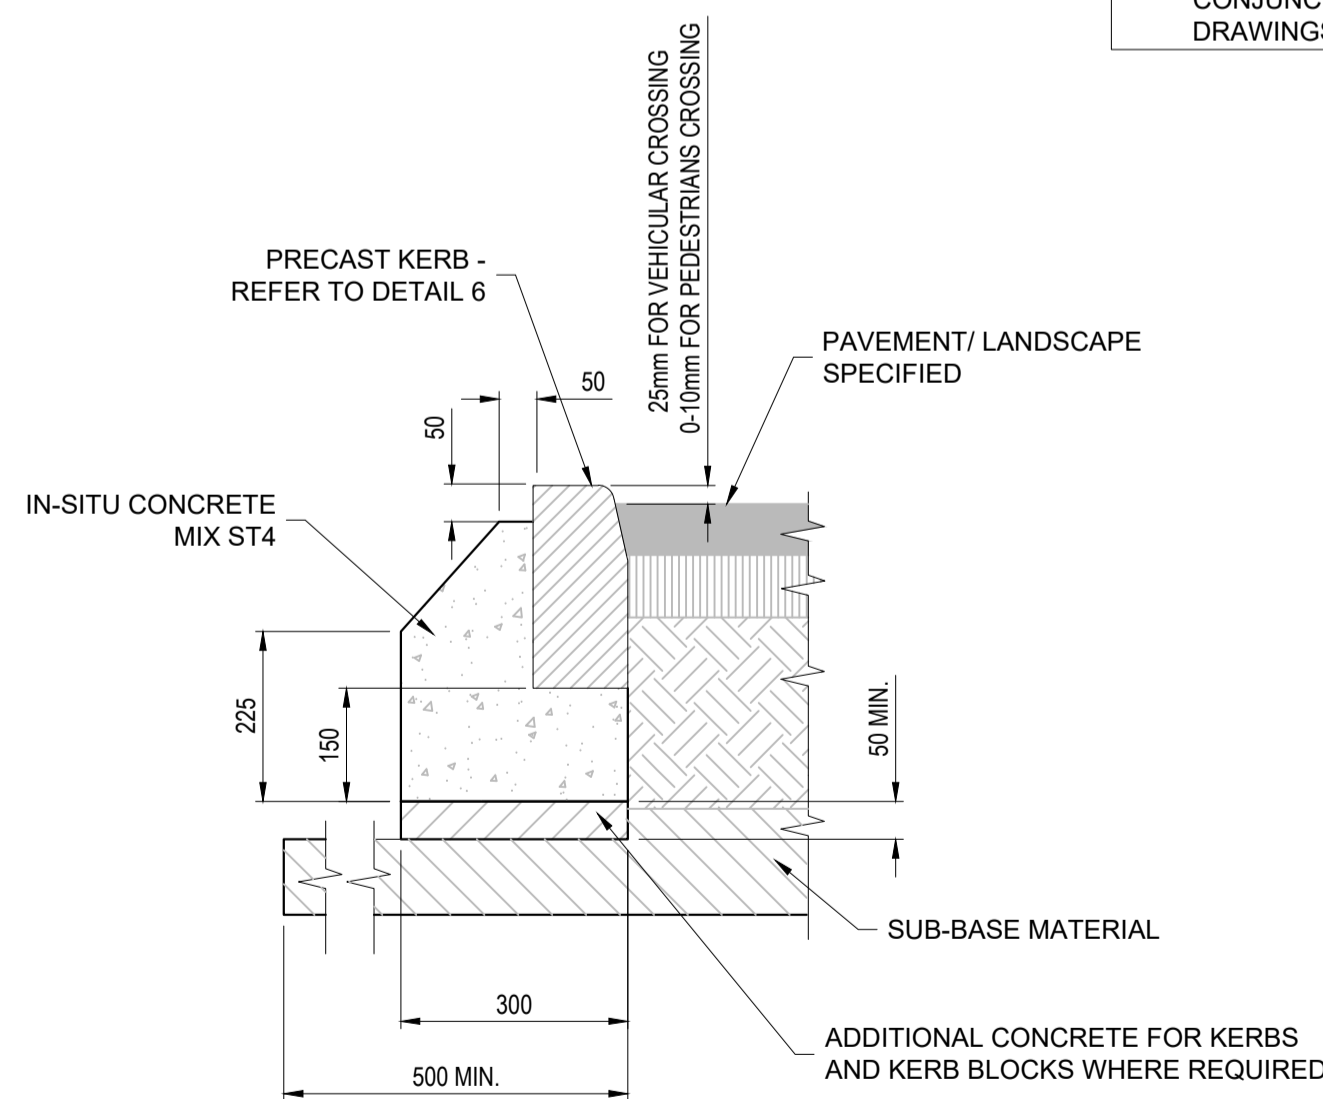 DRAWINGS
25mm FOR VEHICULAR CROSSING
0-10mm FOR PEDESTRIANS CROSSING
PRECAST KERB -
REFER TO DETAIL 6
PAVEMENT/ LANDSCAPE
SPECIFIED
50
50
IN-SITU CONCRETE
MIX ST4
225
150
50 MIN.
SUB-BASE MATERIAL
300
ADDITIONAL CONCRETE FOR KERBS
AND KERB BLOCKS WHERE REQUIRED
500 MIN.